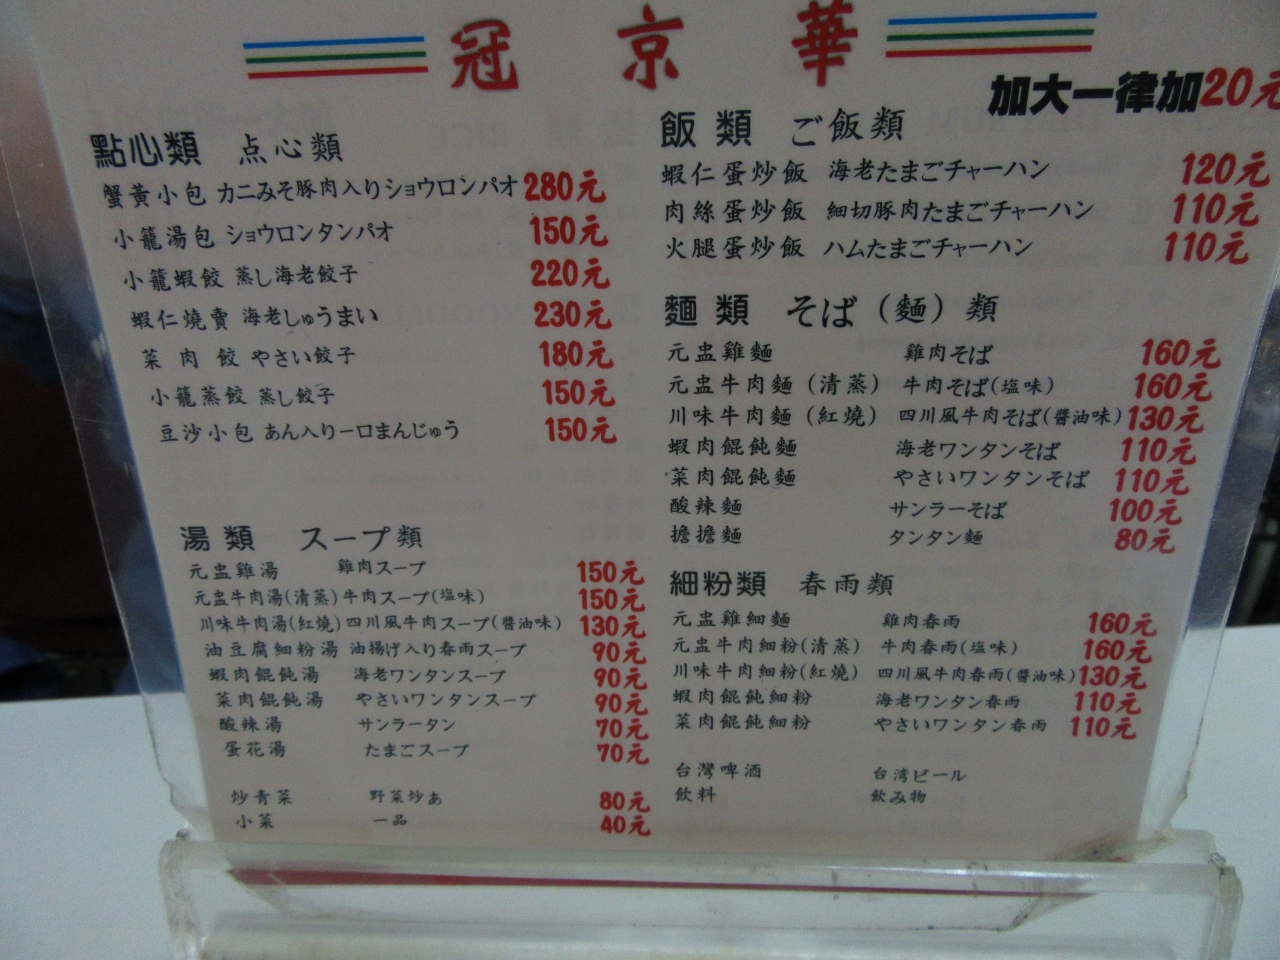 冠京華
加大一律加20元
點心類 点心類
蟹黃小包 カニみそ豚肉入りショウロンパオ 280元
小籠湯包 ショウロンタンパオ 150元
小籠蝦餃 蒸し海老餃子 220元
蝦仁燒賣 海老しゅうまい 230元
菜肉餃 やさい餃子 180元
小籠蒸餃 蒸し餃子 150元
豆沙小包 あん入り一口まんじゅう 150元
湯類 スープ類
元盅雞湯 雞肉スープ 150元
元盅牛肉湯(清蒸) 牛肉スープ(塩味) 150元
川味牛肉湯(紅燒) 四川風牛肉スープ(醬油味) 130元
油豆腐細粉湯 油揚げ入り春雨スープ 90元
蝦肉餛飩湯 海老ワンタンスープ 90元
菜肉餛飩湯 やさいワンタンスープ 90元
酸辣湯 サンラータン 70元
蛋花湯 たまごスープ 70元
炒青菜 野菜炒あ 80元
小菜 一品 40元
飯類 ご飯類
蝦仁蛋炒飯 海老たまごチャーハン 120元
肉絲蛋炒飯 細切豚肉たまごチャーハン 110元
火腿蛋炒飯 ハムたまごチャーハン 110元
麵類 そば（麵）類
元盅雞麵 雞肉そば 160元
元盅牛肉麵（清蒸） 牛肉そば(塩味) 160元
川味牛肉麵（紅燒） 四川風牛肉そば(醬油味) 130元
蝦肉餛飩麵 海老ワンタンそば 110元
菜肉餛飩麵 やさいワンタンそば 110元
酸辣麵 サンラーそば 100元
擔擔麵 タンタン麵 80元
細粉類 春雨類
元盅雞細麵 雞肉春雨 160元
元盅牛肉細粉(清蒸) 牛肉春雨(塩味) 160元
川味牛肉細粉(紅燒) 四川風牛肉春雨(醬油味) 130元
蝦肉餛飩細粉 海老ワンタン春雨 110元
菜肉餛飩細粉 やさいワンタン春雨 110元
台灣啤酒 台湾ビール
飲料 飲み物